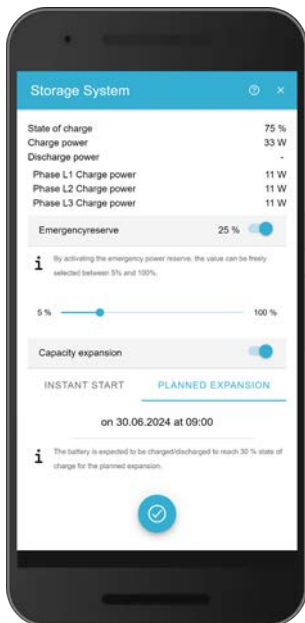 Storage System
State of charge 75 %
Charge power 33 W
Discharge power -
Phase L1 Charge power 11 W
Phase L2 Charge power 11 W
Phase L3 Charge power 11 W
Emergencyreserve 25 %
i By activating the emergency power reserve, the value can be freely
selected between 5% and 100%.
5 % 100 %
Capacity expansion
INSTANT START PLANNED EXPANSION
on 30.06.2024 at 09:00
i The battery is expected to be charged/discharged to reach 30 % state of
charge for the planned expansion.